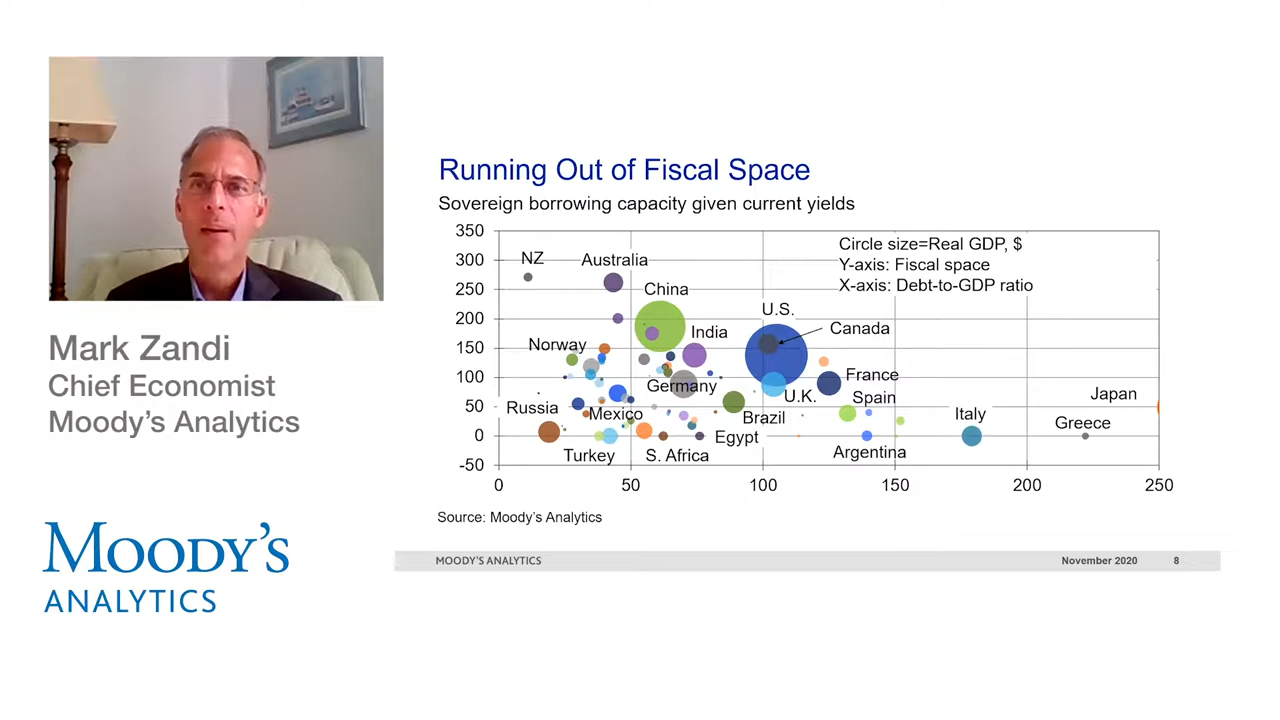 Mark Zandi
Chief Economist
Moody's Analytics
MOODY'S
ANALYTICS
Running Out of Fiscal Space
Sovereign borrowing capacity given current yields
350
300
250
200
150
100
50
0
-50
0
50
100
150
200
250
Circle size=Real GDP, $
Y-axis: Fiscal space
X-axis: Debt-to-GDP ratio
NZ
Australia
China
U.S.
Canada
India
Norway
Germany
France
U.K.
Spain
Japan
Russia
Mexico
Brazil
Italy
Greece
Egypt
Turkey
S. Africa
Argentina
Source: Moody's Analytics
MOODY'S ANALYTICS
November 2020
8